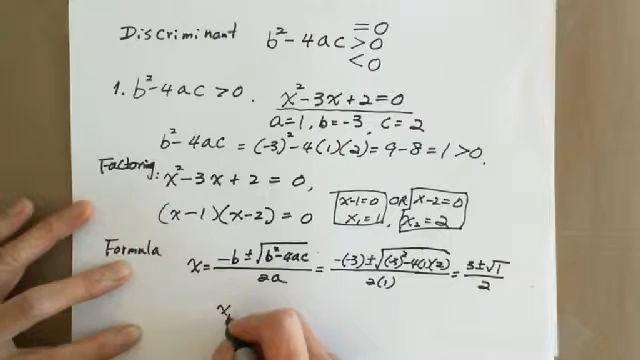 Discriminant b²-4ac =0
>0
<0
1. b²-4ac>0. x²-3x+2=0
a=1, b=-3, c=2
b²-4ac = (-3)²-4(1)(2)=9-8=1>0.
Factoring: x²-3x+2=0,
(x-1)(x-2)=0 x-1=0 OR x-2=0
x₁=1, x₂=2
Formula
x = (-b±√(b²-4ac))/2a = (-(-3)±√((-3)²-4(1)(2)))/2(1) = (3±√1)/2
x₁